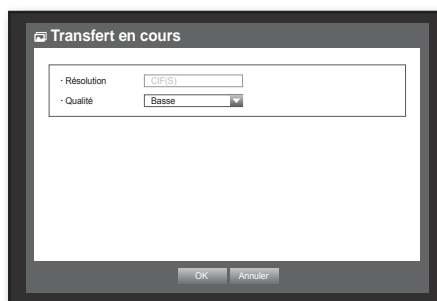 Transfert en cours
· Résolution CIF(S)
· Qualité Basse
OK Annuler